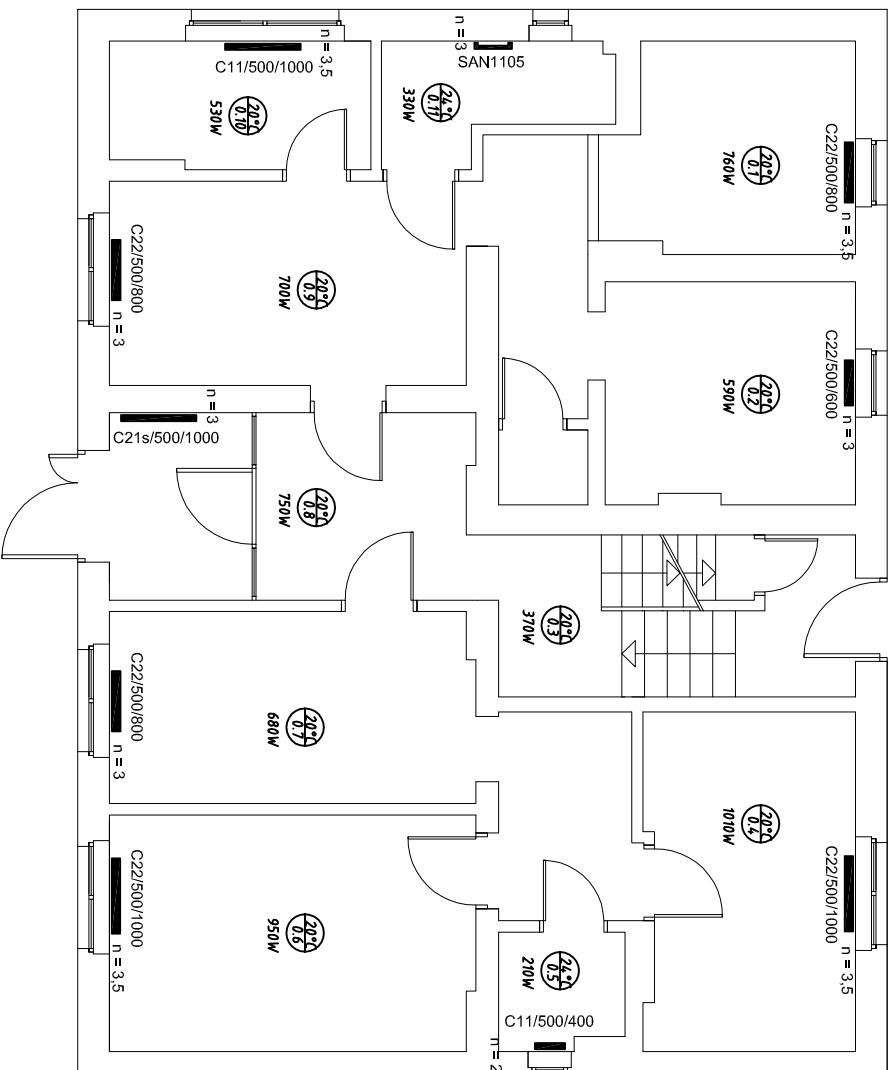 n = 3,5
C11/500/1000
20°C
0.10
530W
n = 3
SAN1105
24°C
0.11
330W
C22/500/800
n = 3,5
20°C
0.1
760W
C22/500/800
n = 3
20°C
0.9
700W
C22/500/600
n = 3
20°C
0.2
590W
n = 3
C21s/500/1000
20°C
0.8
750W
20°C
0.3
370W
C22/500/800
n = 3
20°C
0.7
680W
20°C
0.4
1010W
C22/500/1000
n = 3,5
C22/500/1000
n = 3,5
20°C
0.6
950W
24°C
0.5
210W
C11/500/400
n = 2